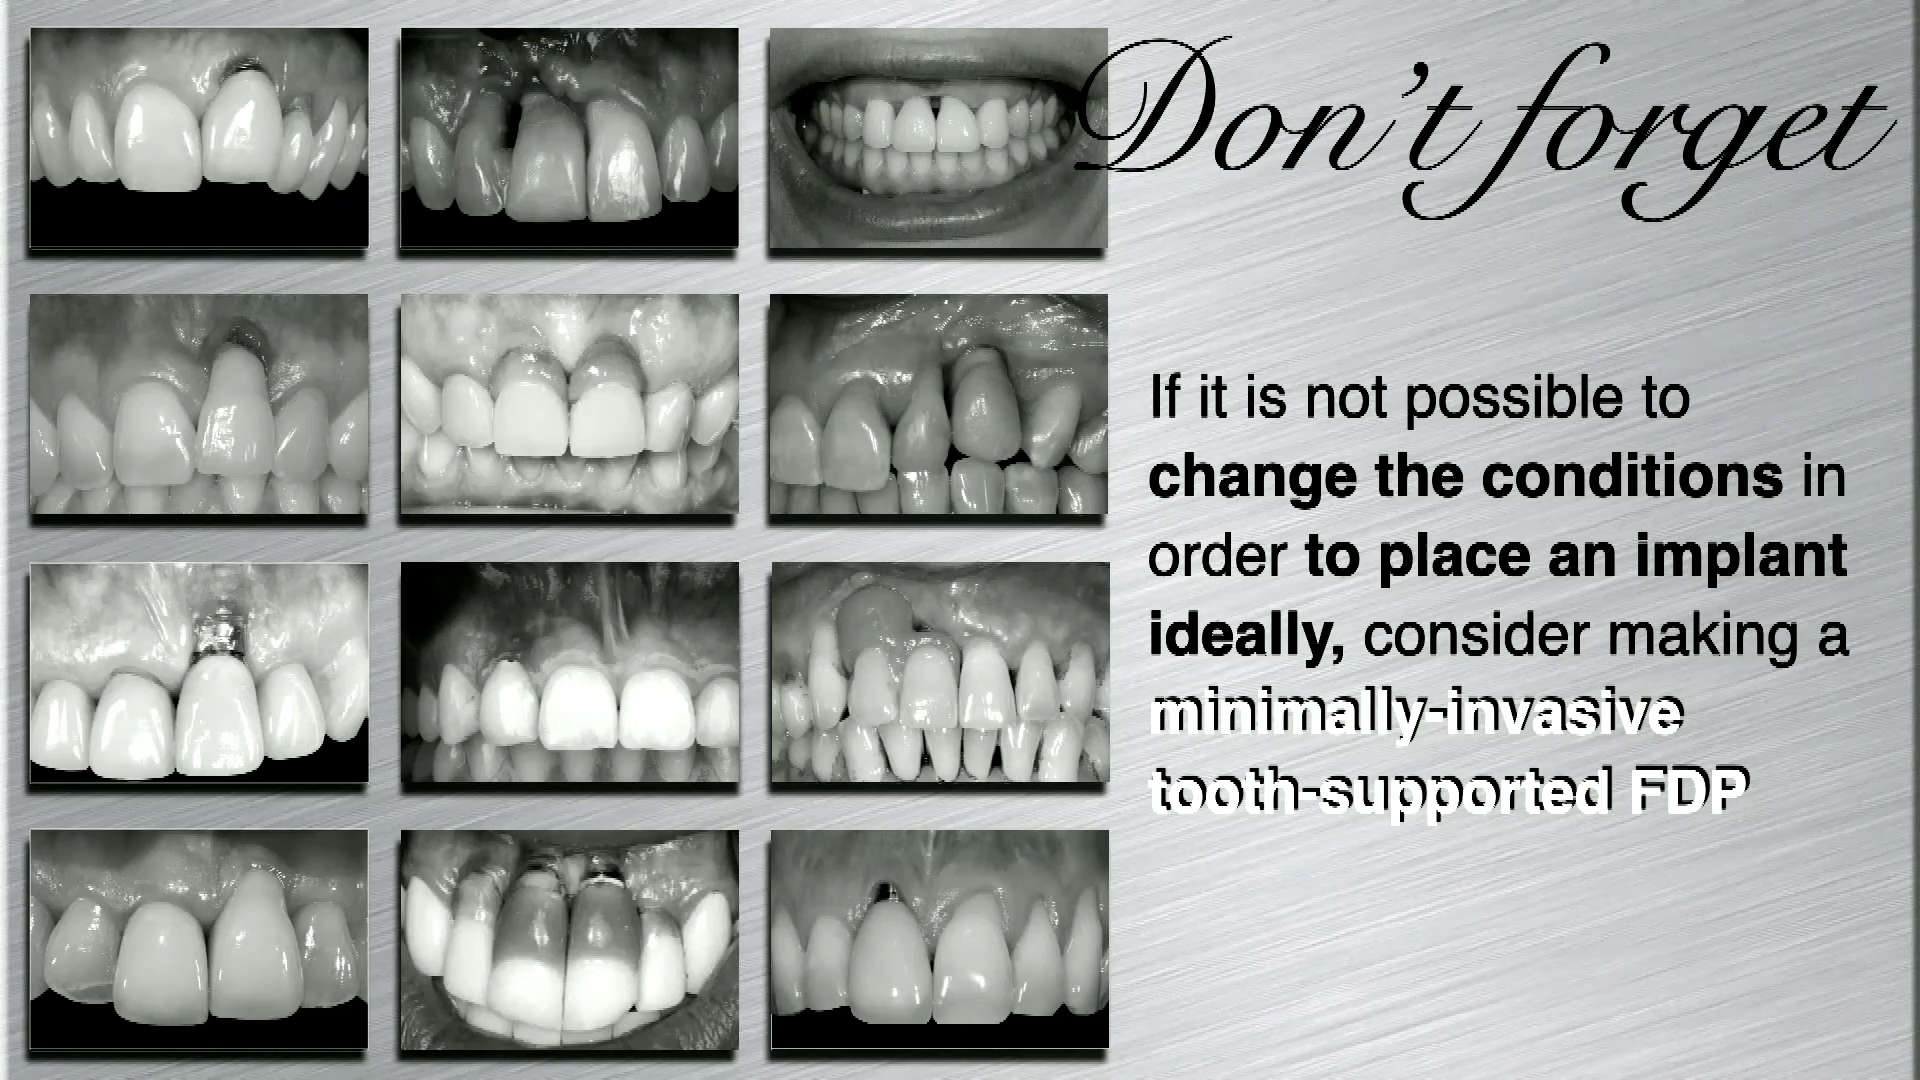 Don't forget
If it is not possible to
change the conditions in
order to place an implant
ideally, consider making a
minimally-invasive
tooth-supported FDP